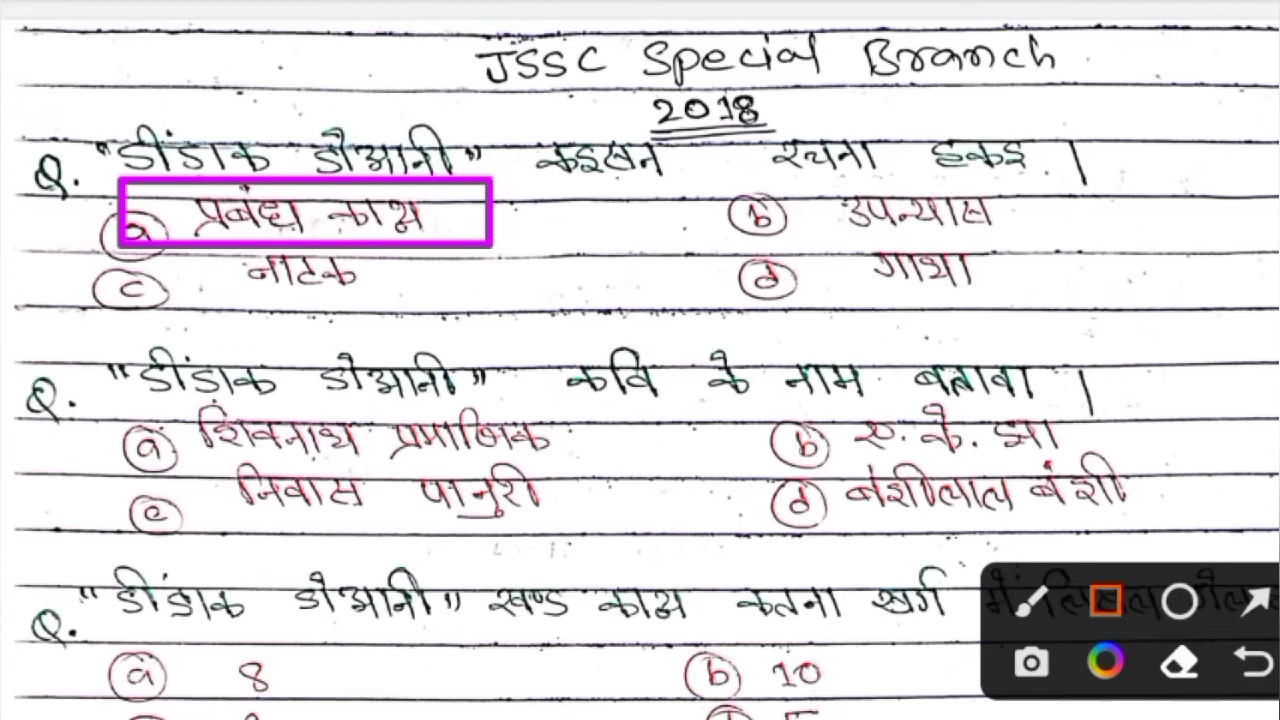 JSSC Special Branch
2018
Q. "डींडाक डोआनी" कइसन रचना हकइ |
(a) प्रबंध काव्य (b) उपन्यास
(c) नाटक (d) गाथा
Q. "डींडाक डोआनी" कवि के नाम बतावा |
(a) शिवनाथ प्रमाणिक (b) ए. के. झा
(c) निवास पानुरी (d) बंशीलाल बंशी
Q. "डींडाक डोआनी" खण्ड काव्य कतना सर्ग में
(a) 8 (b) 10